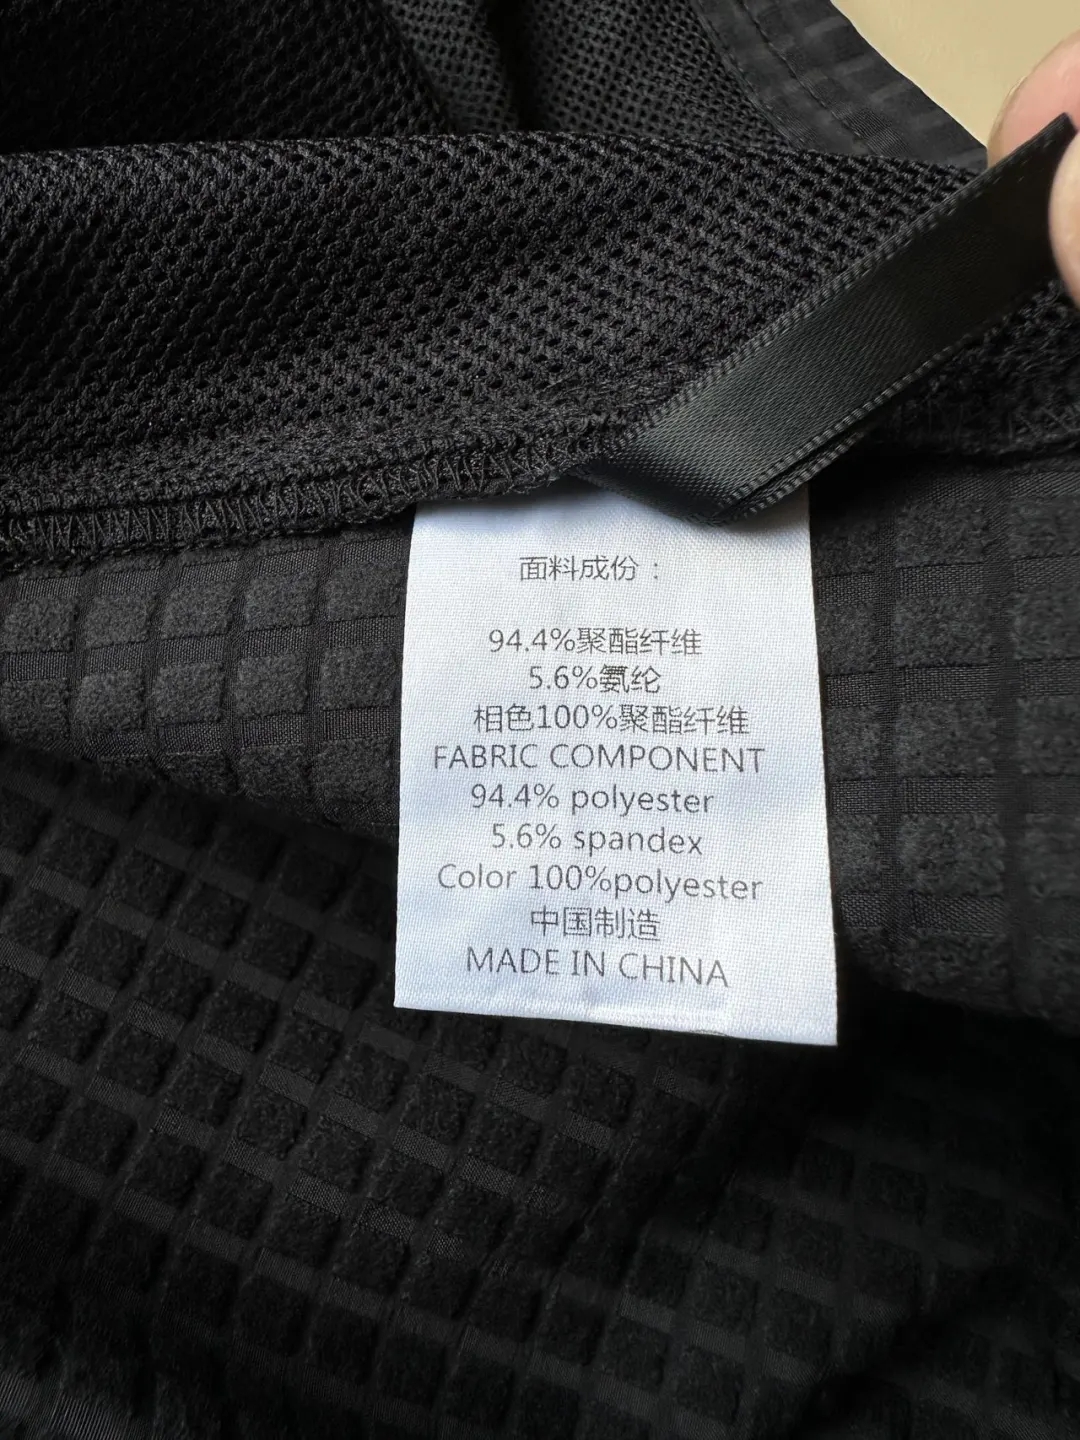 面料成份：
94.4%聚酯纤维
5.6%氨纶
相色100%聚酯纤维
FABRIC COMPONENT
94.4% polyester
5.6% spandex
Color 100%polyester
中国制造
MADE IN CHINA